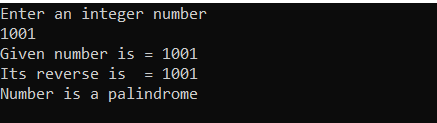 Enter an integer number
1001
Given number is = 1001
Its reverse is  = 1001
Number is a palindrome